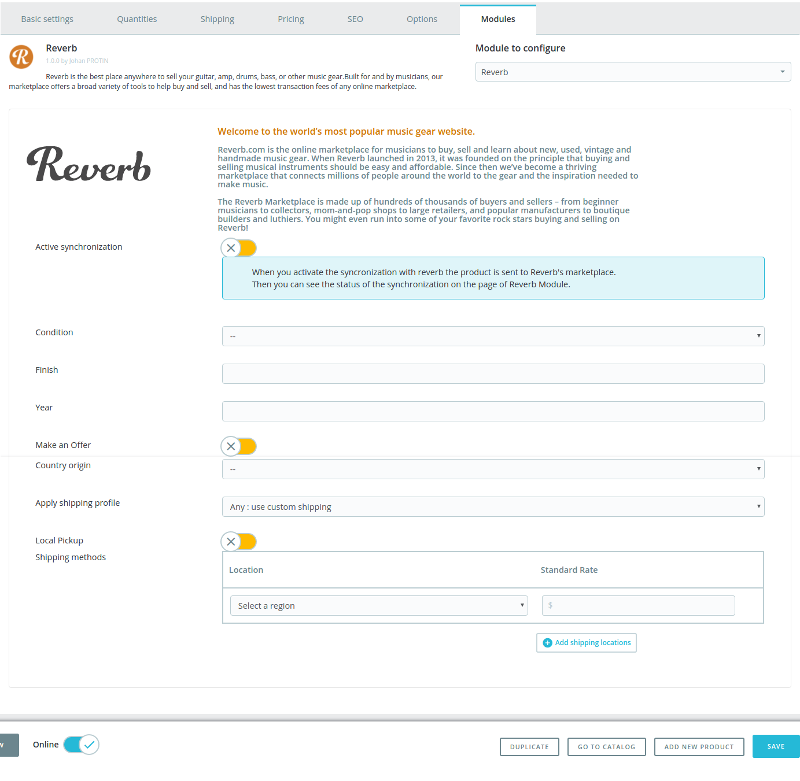 Basic settings Quantities Shipping Pricing SEO Options Modules
Reverb
1.0.0 by Johan PROTIN
Reverb is the best place anywhere to sell your guitar, amp, drums, bass, or other music gear.Built for and by musicians, our
marketplace offers a broad variety of tools to help buy and sell, and has the lowest transaction fees of any online marketplace.
Module to configure
Reverb
Reverb
Welcome to the world's most popular music gear website.
Reverb.com is the online marketplace for musicians to buy, sell and learn about new, used, vintage and
handmade music gear. When Reverb launched in 2013, it was founded on the principle that buying and
selling musical instruments should be easy and affordable. Since then we've become a thriving
marketplace that connects millions of people around the world to the gear and the inspiration needed to
make music.
The Reverb Marketplace is made up of hundreds of thousands of buyers and sellers – from beginner
musicians to collectors, mom-and-pop shops to large retailers, and popular manufacturers to boutique
builders and luthiers. You might even run into some of your favorite rock stars buying and selling on
Reverb!
Active synchronization
When you activate the syncronization with reverb the product is sent to Reverb's marketplace.
Then you can see the status of the synchronization on the page of Reverb Module.
Condition --
Finish
Year
Make an Offer
Country origin --
Apply shipping profile Any : use custom shipping
Local Pickup
Shipping methods
Location Standard Rate
Select a region $
Add shipping locations
Online DUPLICATE GO TO CATALOG ADD NEW PRODUCT SAVE